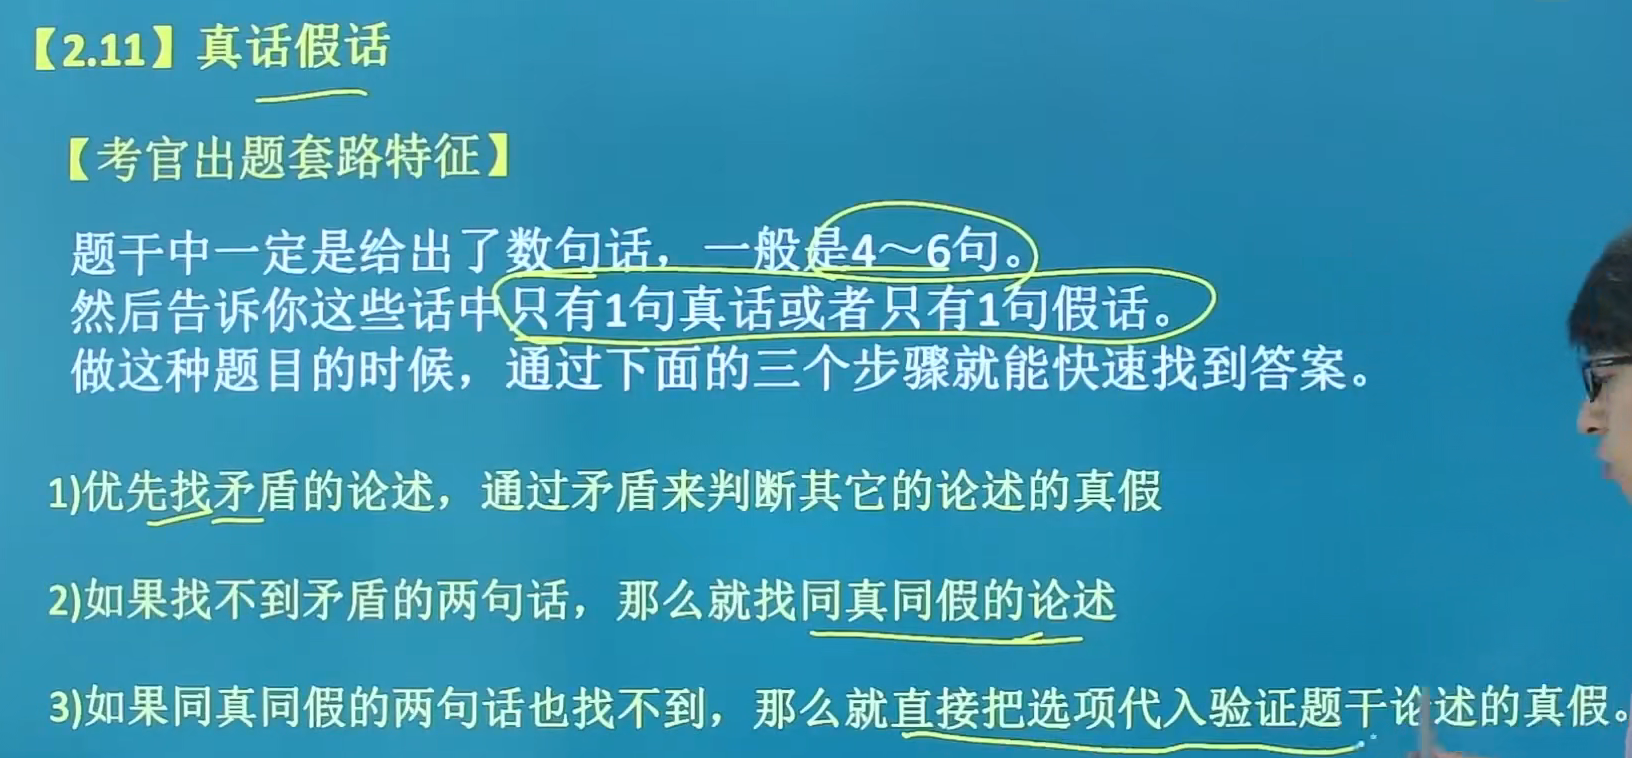 【2.11】真话假话
【考官出题套路特征】
题干中一定是给出了数句话，一般是4～6句。
然后告诉你这些话中只有1句真话或者只有1句假话。
做这种题目的时候，通过下面的三个步骤就能快速找到答案。
1)优先找矛盾的论述，通过矛盾来判断其它的论述的真假
2)如果找不到矛盾的两句话，那么就找同真同假的论述
3)如果同真同假的两句话也找不到，那么就直接把选项代入验证题干论述的真假。